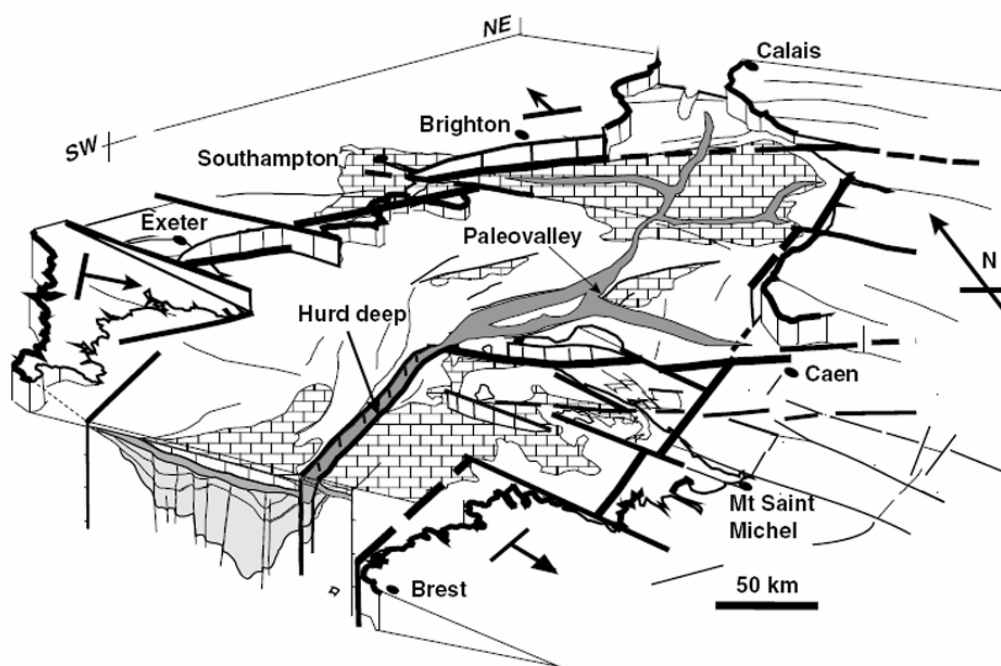 NE
Calais
SW
Brighton
Southampton
Exeter
Paleovalley
N
Hurd deep
Caen
Mt Saint
Michel
Brest
50 km